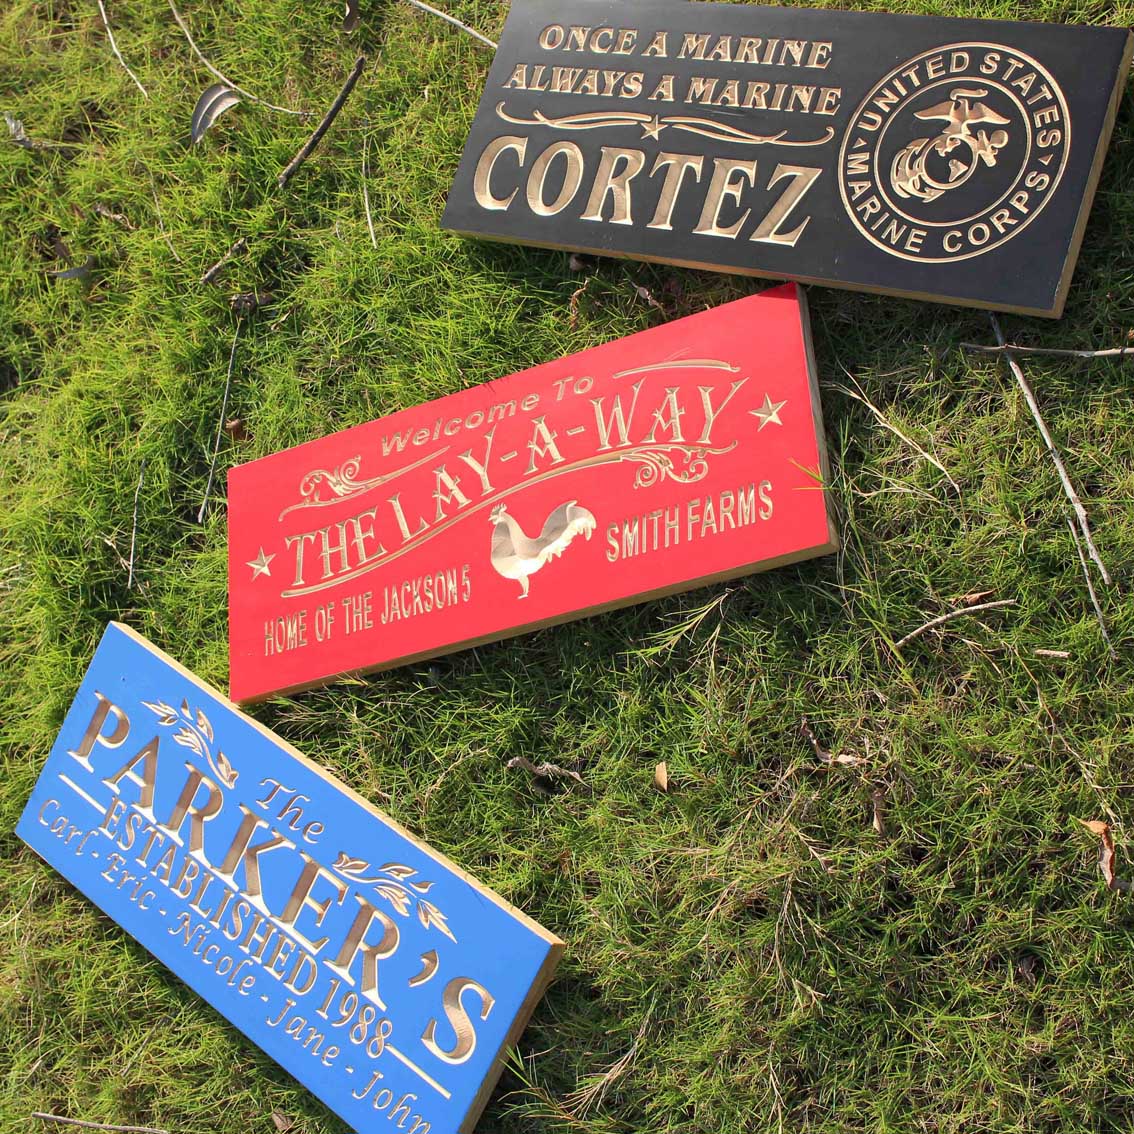 ONCE A MARINE
ALWAYS A MARINE
CORTEZ
UNITED STATES
MARINE CORPS
Welcome To
THE LAY-A-WAY
HOME OF THE JACKSON 5
SMITH FARMS
The
PARKER'S
ESTABLISHED 1988
Carl - Eric - Nicole - Jane - John